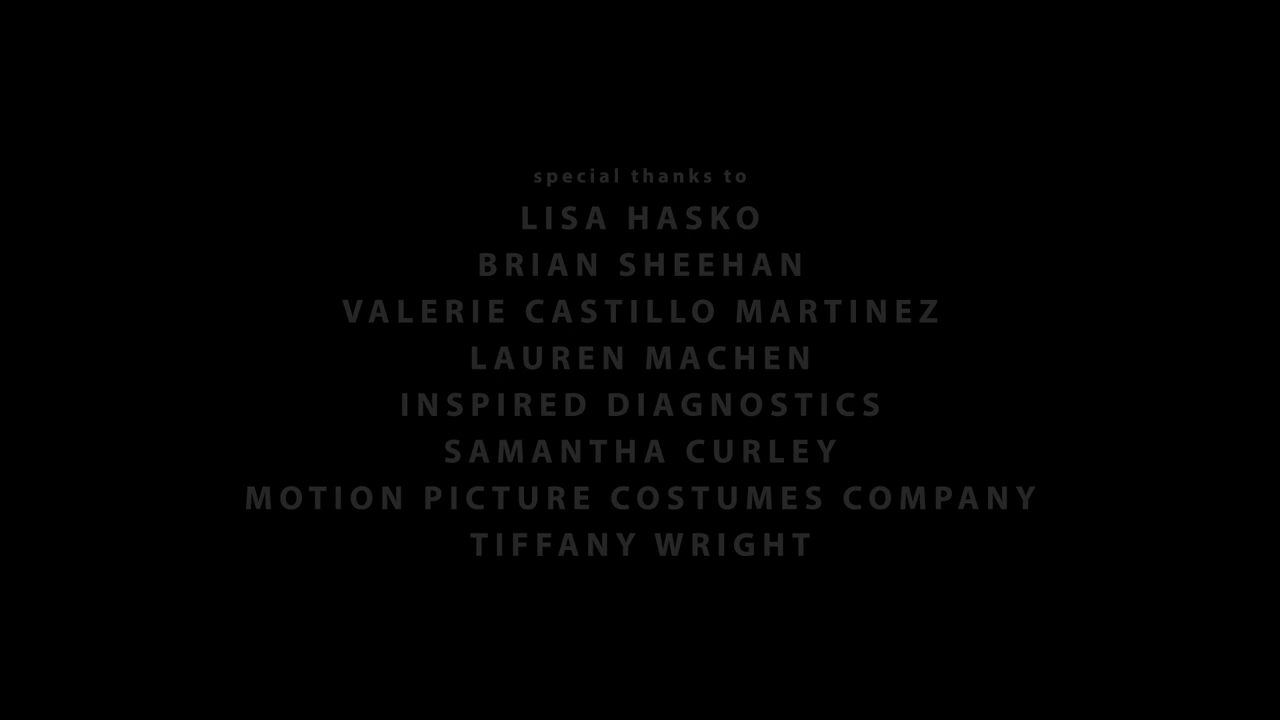 special thanks to
LISA HASKO
BRIAN SHEEHAN
VALERIE CASTILLO MARTINEZ
LAUREN MACHEN
INSPIRED DIAGNOSTICS
SAMANTHA CURLEY
MOTION PICTURE COSTUMES COMPANY
TIFFANY WRIGHT